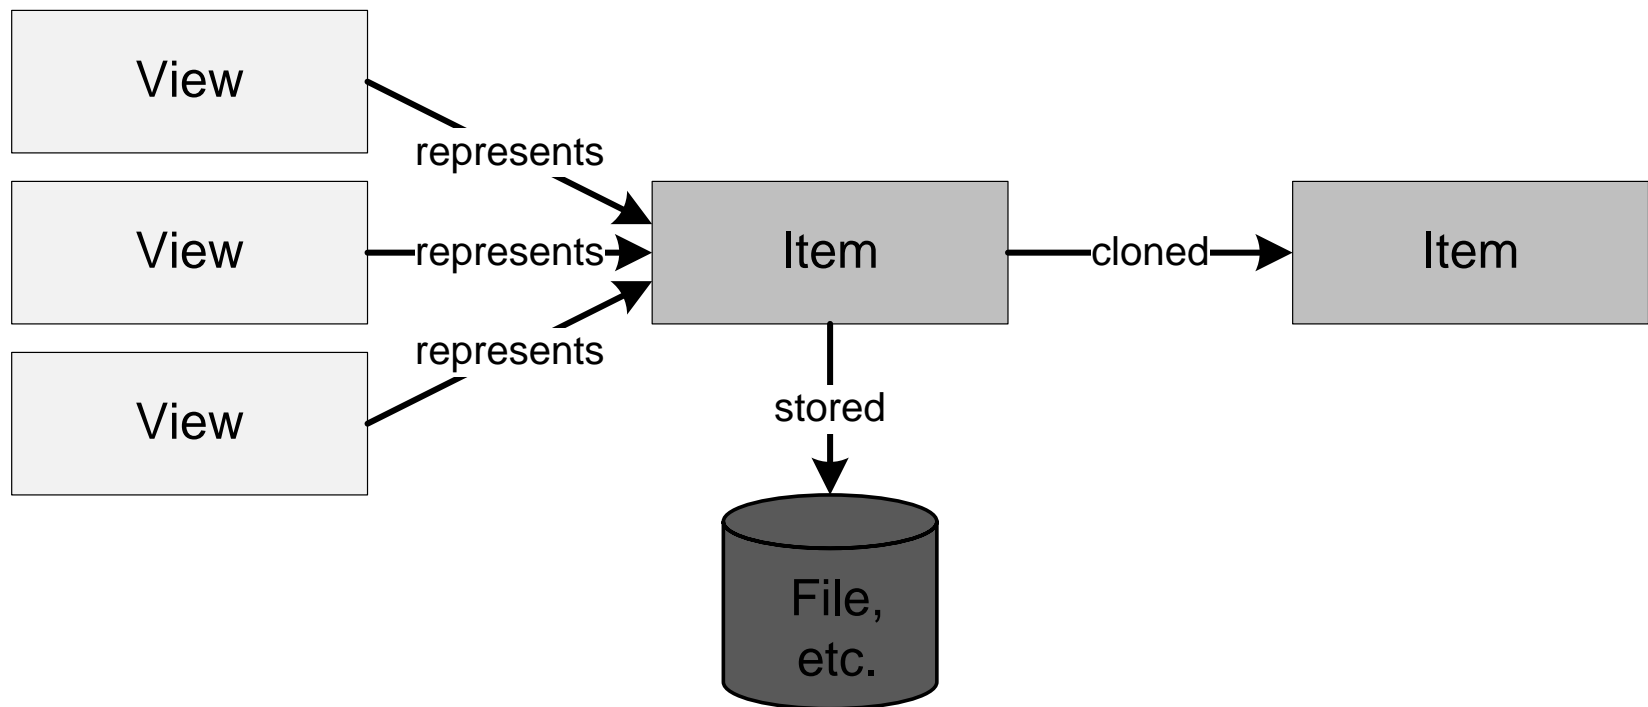 View
represents
View
represents
Item
cloned
Item
represents
View
stored
File,
etc.